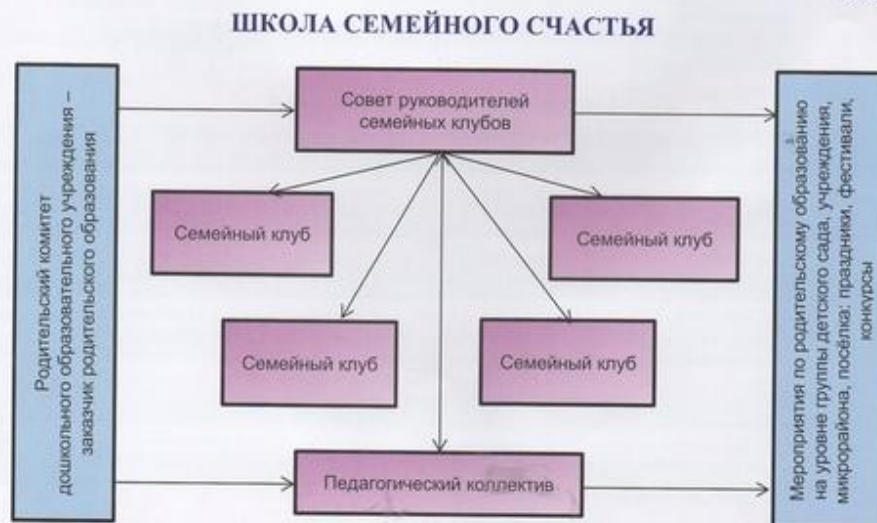 ШКОЛА СЕМЕЙНОГО СЧАСТЬЯ
Родительский комитет
дошкольного образовательного учреждения –
заказчик родительского образования
Совет руководителей
семейных клубов
Семейный клуб
Семейный клуб
Семейный клуб
Семейный клуб
Педагогический коллектив
Мероприятия по родительскому образованию
на уровне группы детского сада, учреждения,
микрорайона, посёлка: праздники, фестивали,
конкурсы